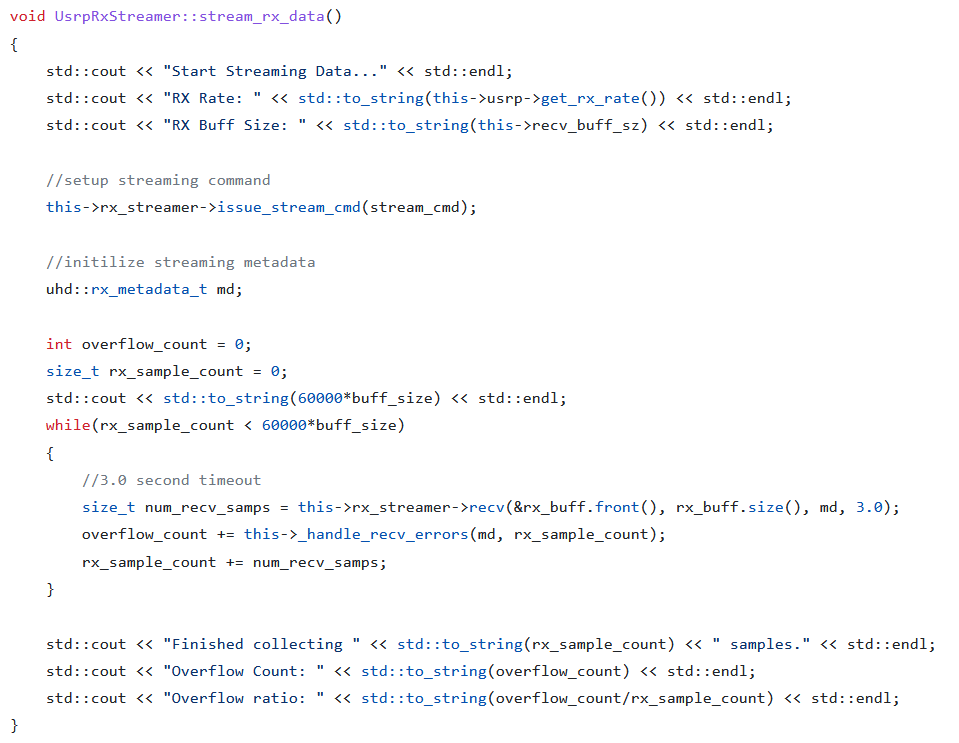 void UsrpRxStreamer::stream_rx_data()
{
    std::cout << "Start Streaming Data..." << std::endl;
    std::cout << "RX Rate: " << std::to_string(this->usrp->get_rx_rate()) << std::endl;
    std::cout << "RX Buff Size: " << std::to_string(this->recv_buff_sz) << std::endl;

    //setup streaming command
    this->rx_streamer->issue_stream_cmd(stream_cmd);

    //initilize streaming metadata
    uhd::rx_metadata_t md;

    int overflow_count = 0;
    size_t rx_sample_count = 0;
    std::cout << std::to_string(60000*buff_size) << std::endl;
    while(rx_sample_count < 60000*buff_size)
    {
        //3.0 second timeout
        size_t num_recv_samps = this->rx_streamer->recv(&rx_buff.front(), rx_buff.size(), md, 3.0);
        overflow_count += this->_handle_recv_errors(md, rx_sample_count);
        rx_sample_count += num_recv_samps;
    }

    std::cout << "Finished collecting " << std::to_string(rx_sample_count) << " samples." << std::endl;
    std::cout << "Overflow Count: " << std::to_string(overflow_count) << std::endl;
    std::cout << "Overflow ratio: " << std::to_string(overflow_count/rx_sample_count) << std::endl;
}